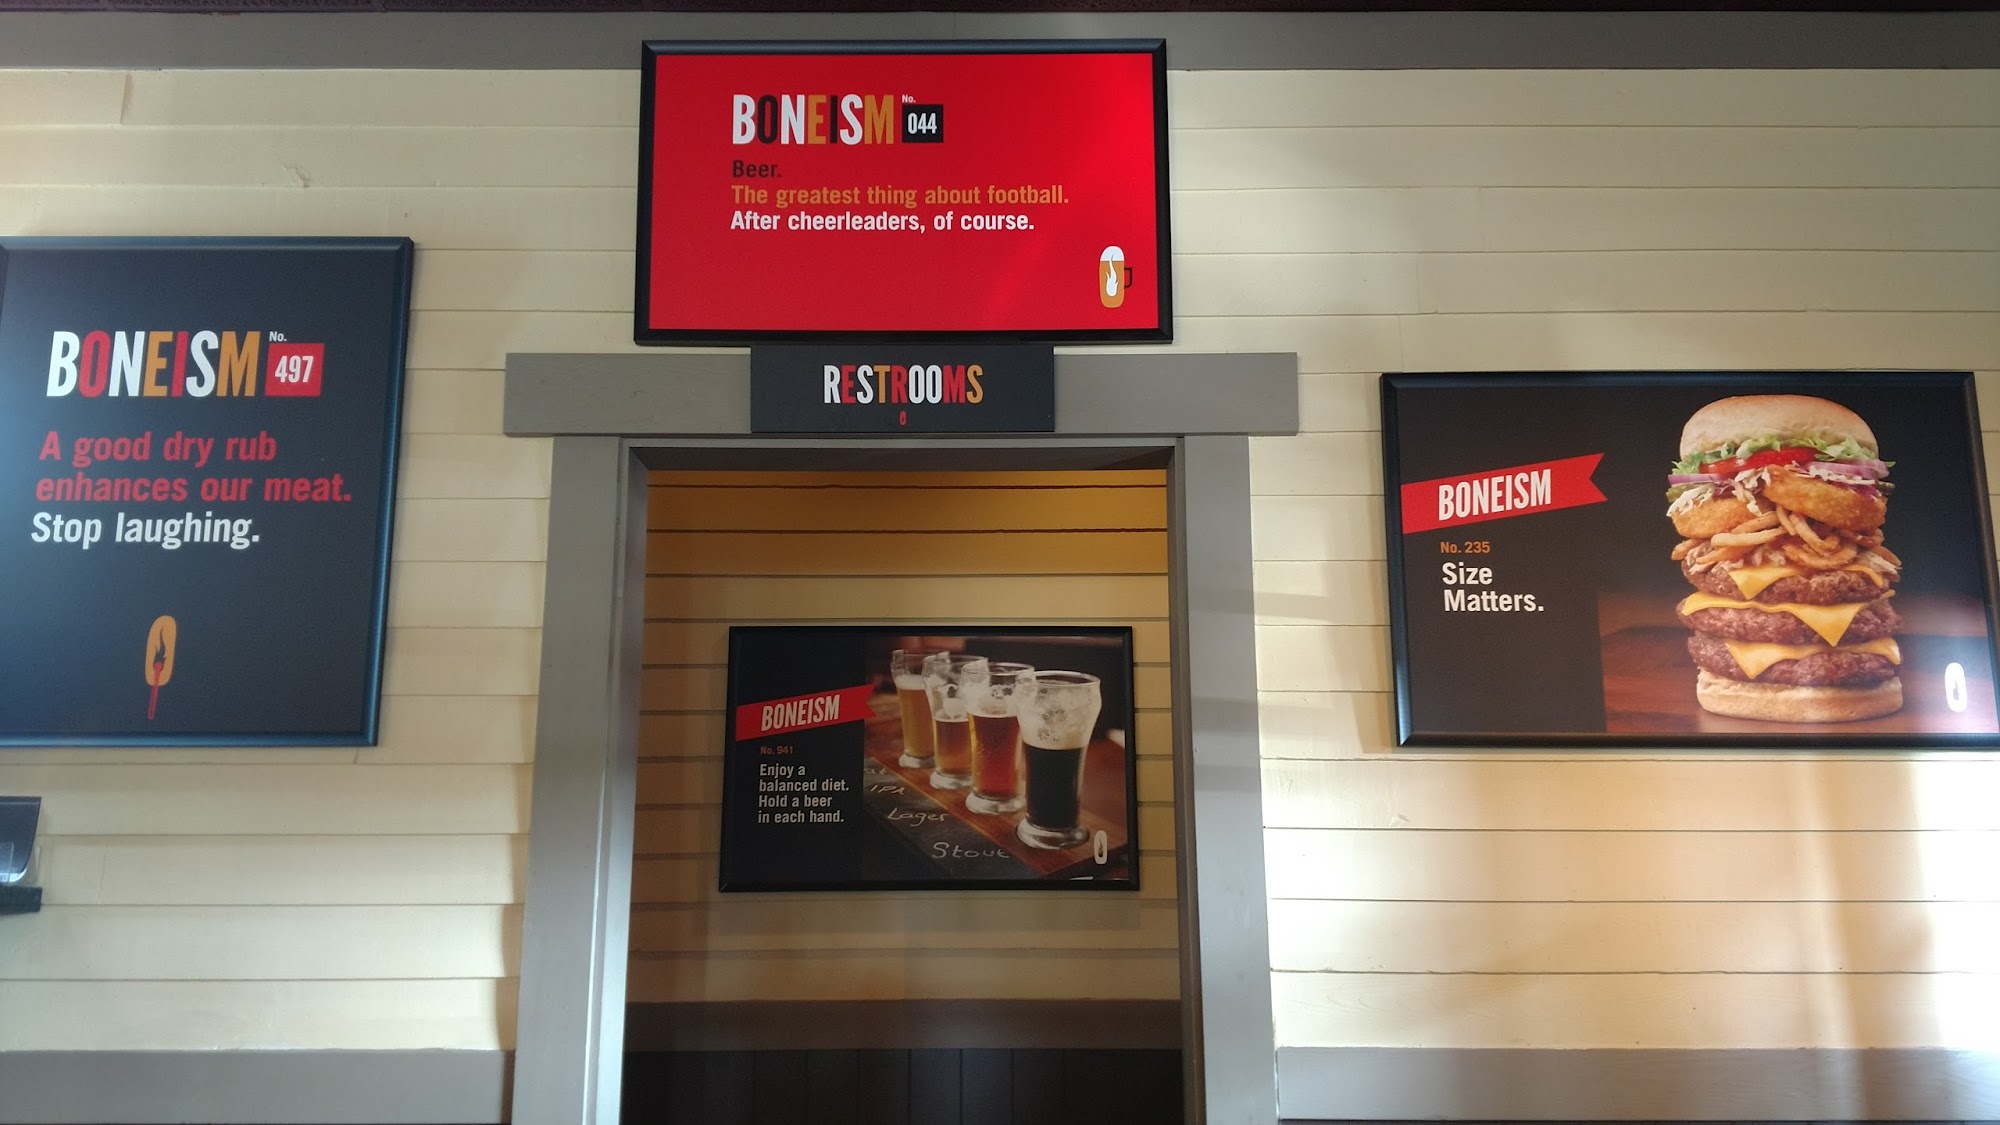 BONEISM No. 044
Beer.
The greatest thing about football.
After cheerleaders, of course.
RESTROOMS
BONEISM No. 497
A good dry rub
enhances our meat.
Stop laughing.
BONEISM
No. 941
Enjoy a
balanced diet.
Hold a beer
in each hand.
IPA
Lager
Stout
BONEISM
No. 235
Size
Matters.